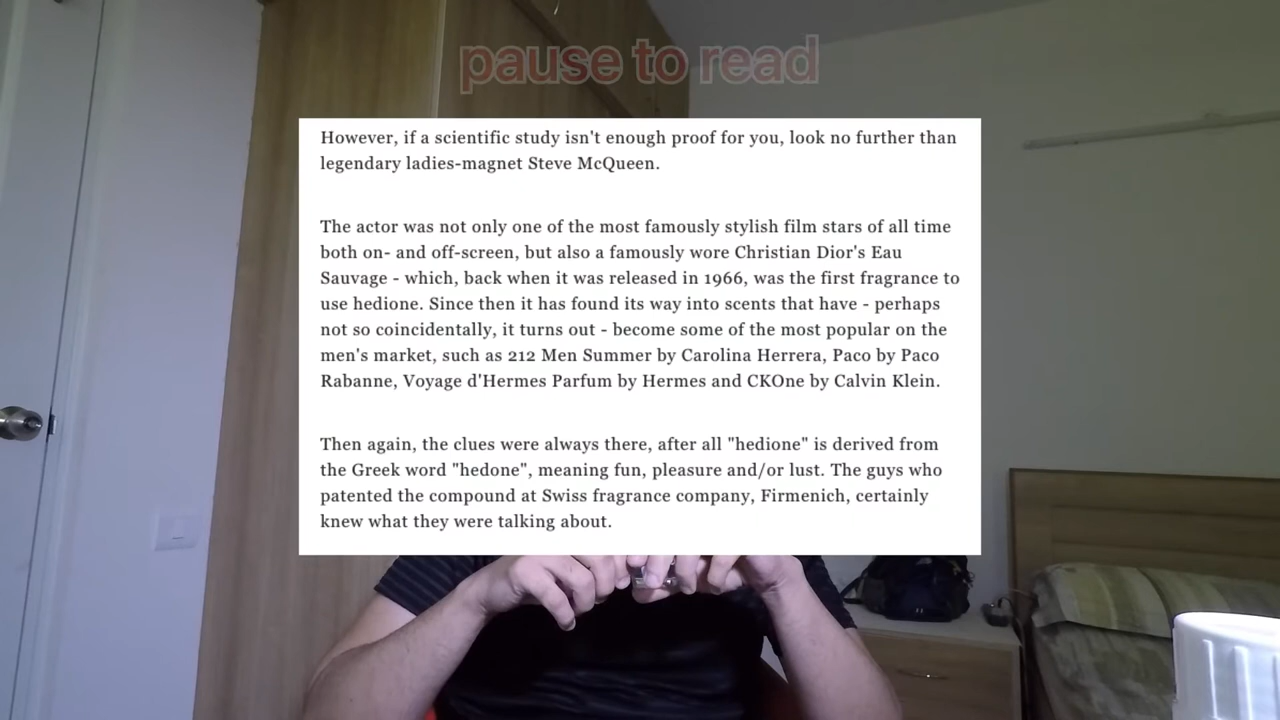 pause to read
However, if a scientific study isn't enough proof for you, look no further than
legendary ladies-magnet Steve McQueen.
The actor was not only one of the most famously stylish film stars of all time
both on- and off-screen, but also a famously wore Christian Dior's Eau
Sauvage - which, back when it was released in 1966, was the first fragrance to
use hedione. Since then it has found its way into scents that have - perhaps
not so coincidentally, it turns out - become some of the most popular on the
men's market, such as 212 Men Summer by Carolina Herrera, Paco by Paco
Rabanne, Voyage d'Hermes Parfum by Hermes and CKOne by Calvin Klein.
Then again, the clues were always there, after all "hedione" is derived from
the Greek word "hedone", meaning fun, pleasure and/or lust. The guys who
patented the compound at Swiss fragrance company, Firmenich, certainly
knew what they were talking about.